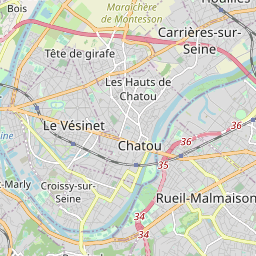 Maraîchère
de Montesson
Bois
Carrières-sur-
Seine
Tête de girafe
Les Hauts de
Chatou
Le Vésinet
35
36
36
Chatou
t-Marly
Croissy-sur-
Seine
Rueil-Malmaison
35
34
34